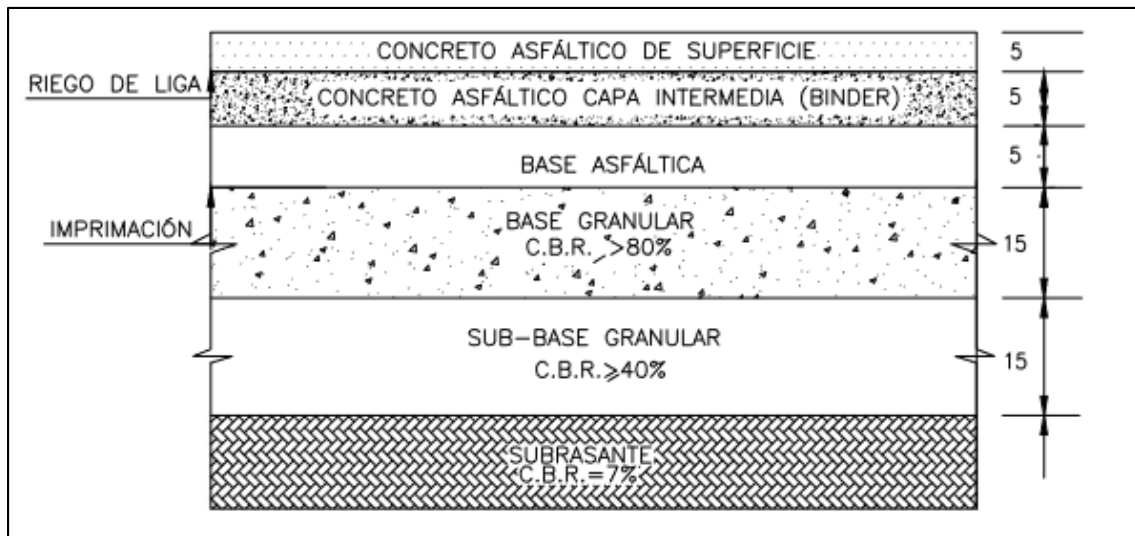 CONCRETO ASFÁLTICO DE SUPERFICIE
5
RIEGO DE LIGA
CONCRETO ASFÁLTICO CAPA INTERMEDIA (BINDER)
5
BASE ASFÁLTICA
5
IMPRIMACIÓN
BASE GRANULAR
C.B.R. >80%
15
SUB-BASE GRANULAR
C.B.R.⩾40%
15
SUBRASANTE
C.B.R.=7%